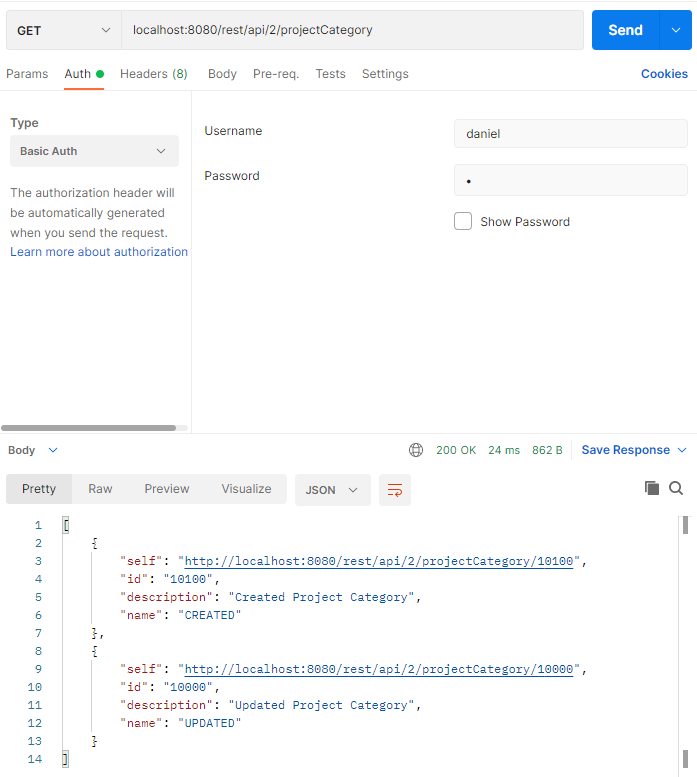 GET localhost:8080/rest/api/2/projectCategory Send
Params Auth Headers (8) Body Pre-req. Tests Settings Cookies
Type
Basic Auth
The authorization header will
be automatically generated
when you send the request.
Learn more about authorization
Username daniel
Password •
Show Password
Body 200 OK 24 ms 862 B Save Response
Pretty Raw Preview Visualize JSON
1 [
2 {
3 "self": "http://localhost:8080/rest/api/2/projectCategory/10100",
4 "id": "10100",
5 "description": "Created Project Category",
6 "name": "CREATED"
7 },
8 {
9 "self": "http://localhost:8080/rest/api/2/projectCategory/10000",
10 "id": "10000",
11 "description": "Updated Project Category",
12 "name": "UPDATED"
13 }
14 ]